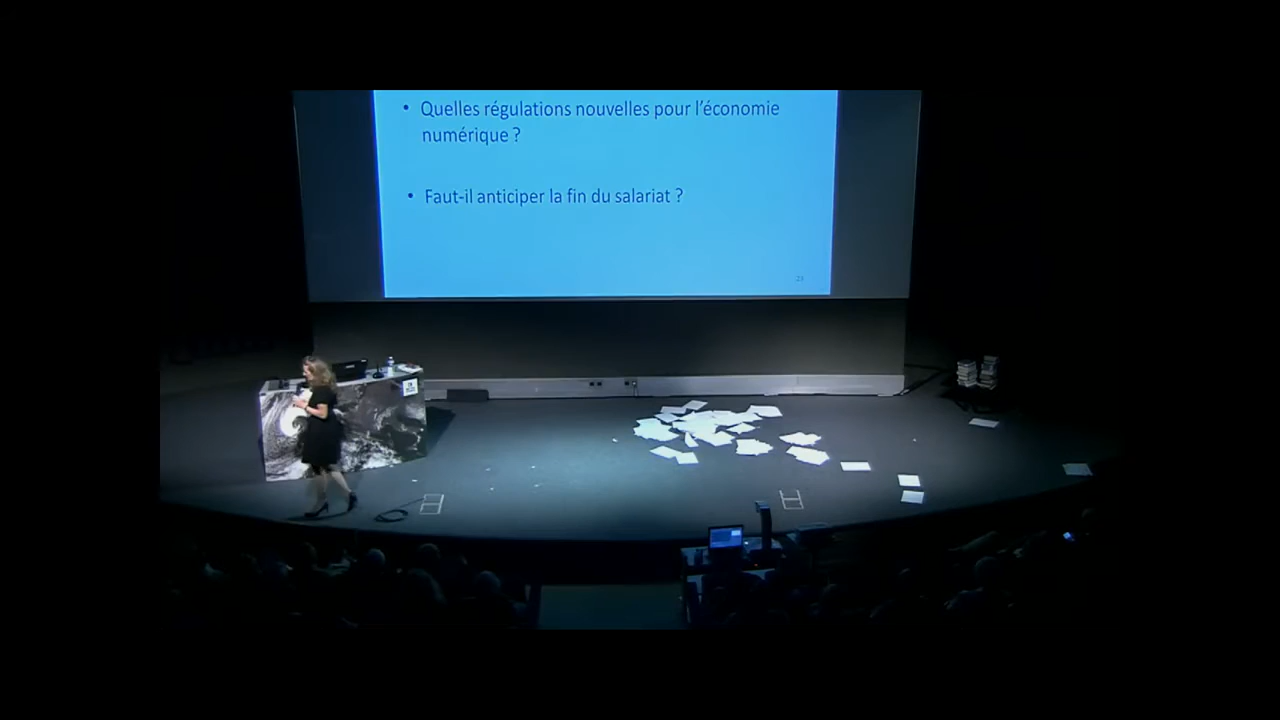 • Quelles régulations nouvelles pour l'économie
numérique ?
• Faut-il anticiper la fin du salariat ?